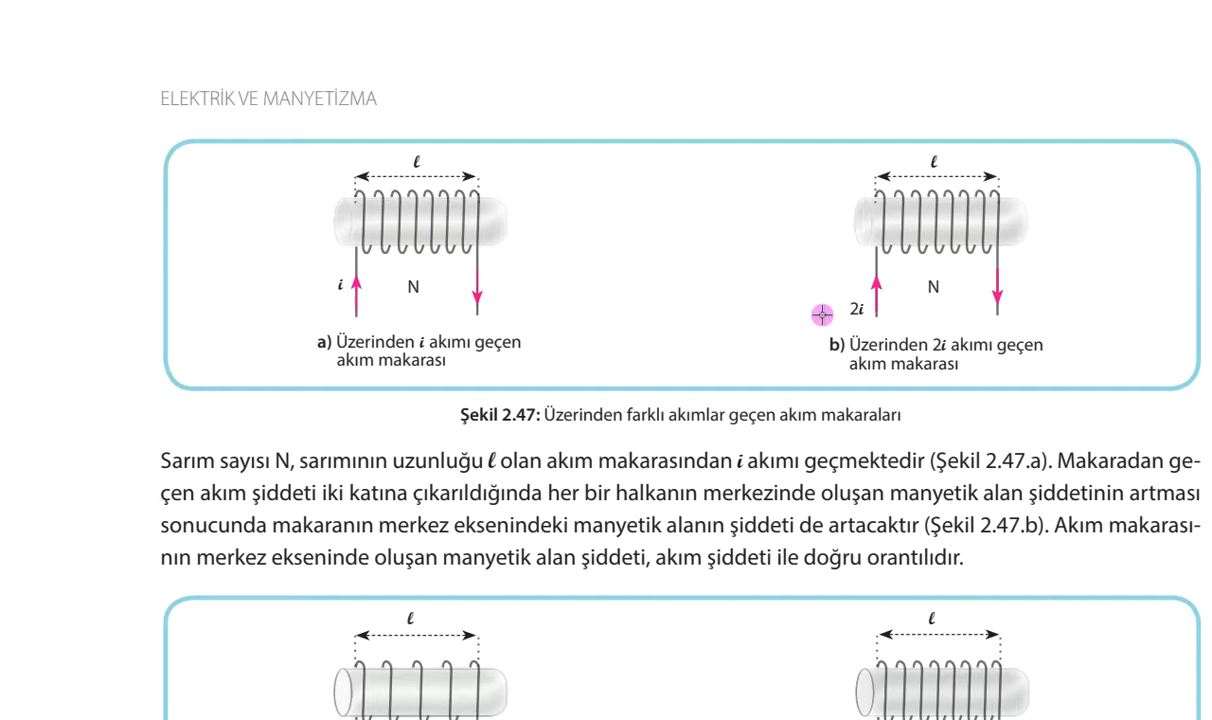 ELEKTRİK VE MANYETİZMA
ℓ
i
N
a) Üzerinden i akımı geçen
akım makarası
ℓ
2i
N
b) Üzerinden 2i akımı geçen
akım makarası
Şekil 2.47: Üzerinden farklı akımlar geçen akım makaraları
Sarım sayısı N, sarımının uzunluğu ℓ olan akım makarasından i akımı geçmektedir (Şekil 2.47.a). Makaradan ge-
çen akım şiddeti iki katına çıkarıldığında her bir halkanın merkezinde oluşan manyetik alan şiddetinin artması
sonucunda makaranın merkez eksenindeki manyetik alanın şiddeti de artacaktır (Şekil 2.47.b). Akım makarası-
nın merkez ekseninde oluşan manyetik alan şiddeti, akım şiddeti ile doğru orantılıdır.
ℓ
ℓ